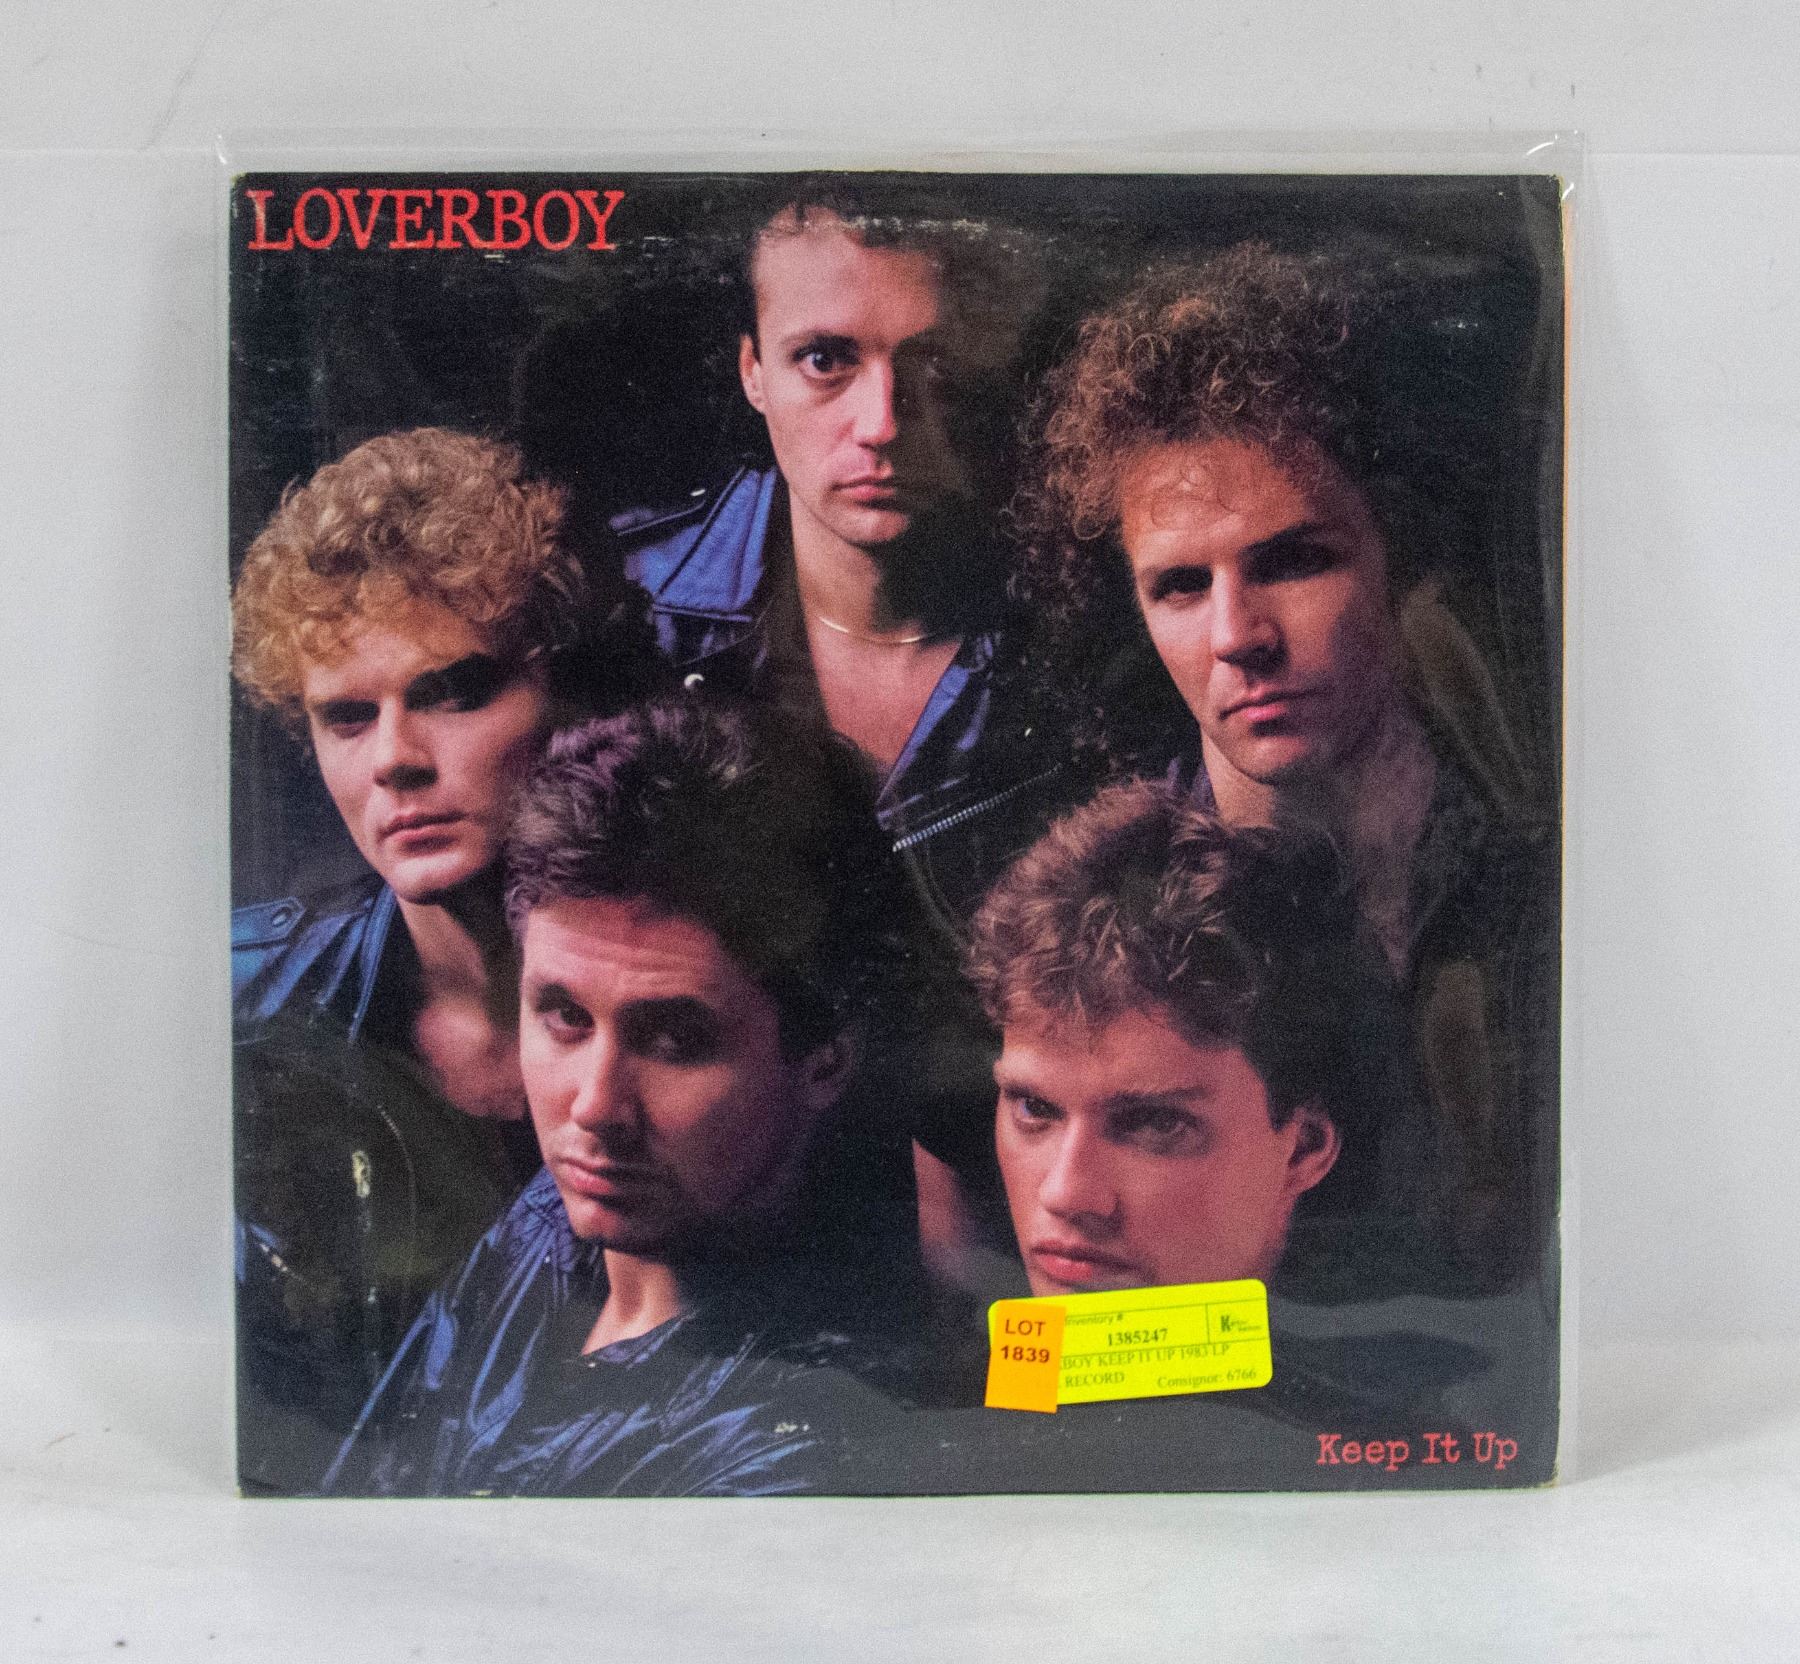 LOVERBOY
LOT
1839
Inventory #
1385247
BOY KEEP IT UP 1983 LP
RECORD Consignor: 6766
Keep It Up